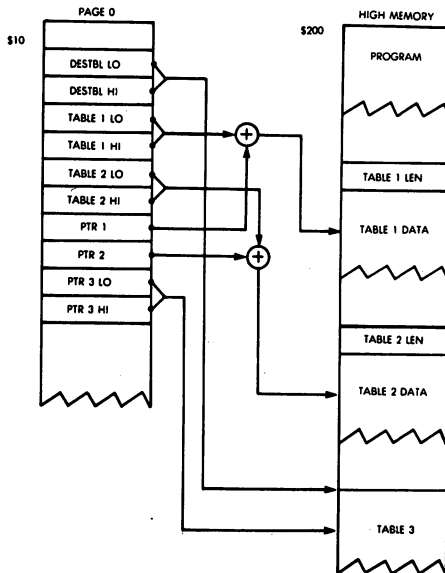 PAGE 0
$10
DESTBL LO
DESTBL HI
TABLE 1 LO
TABLE 1 HI
TABLE 2 LO
TABLE 2 HI
PTR 1
PTR 2
PTR 3 LO
PTR 3 HI
HIGH MEMORY
$200
PROGRAM
TABLE 1 LEN
TABLE 1 DATA
TABLE 2 LEN
TABLE 2 DATA
TABLE 3